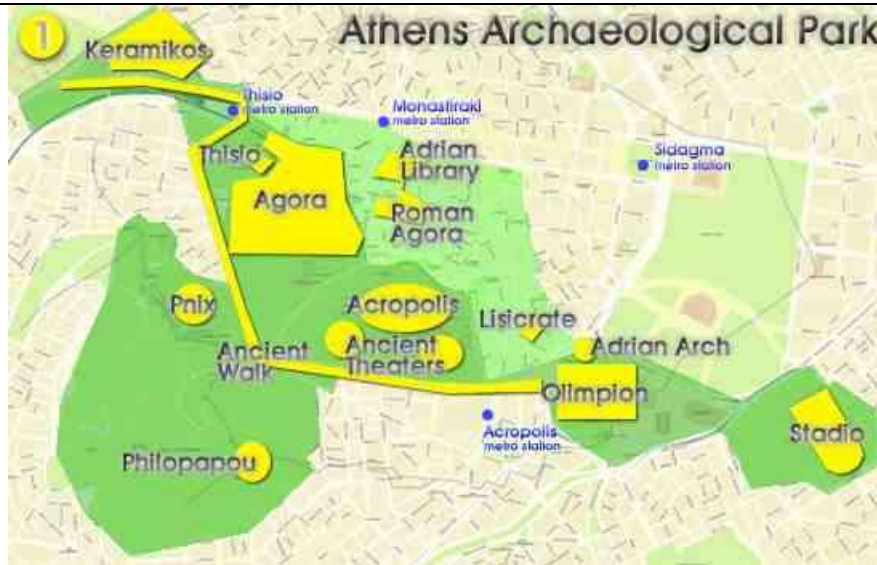 1
Athens Archaeological Park
Keramikos
Thisio
metro station
Monastiraki
metro station
Sidagma
metro station
Thisio
Adrian
Library
Agora
Roman
Agora
Pnix
Acropolis
Lisicrate
Ancient
Walk
Ancient
Theaters
Adrian Arch
Olimpion
Acropolis
metro station
Stadio
Philopapou